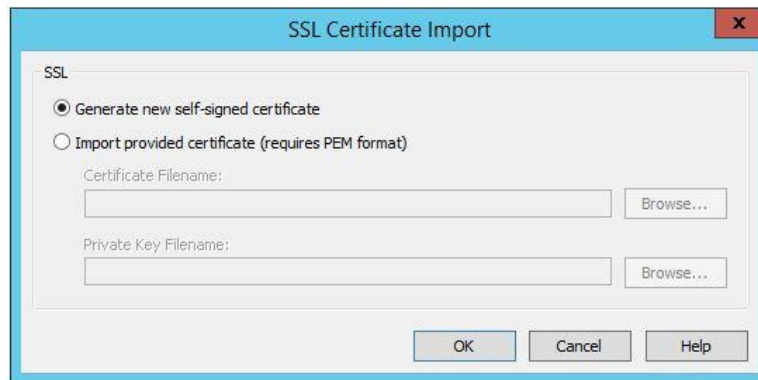 SSL Certificate Import
x
SSL
Generate new self-signed certificate
Import provided certificate (requires PEM format)
Certificate Filename:
Browse...
Private Key Filename:
Browse...
OK Cancel Help